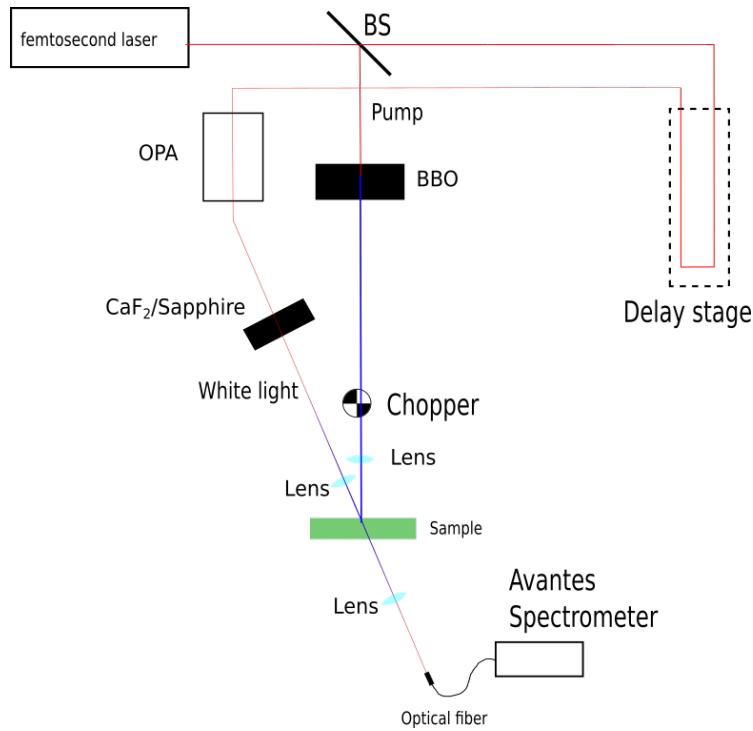 femtosecond laser
BS
Pump
OPA
BBO
CaF₂/Sapphire
Delay stage
White light
Chopper
Lens
Lens
Sample
Avantes
Spectrometer
Lens
Optical fiber